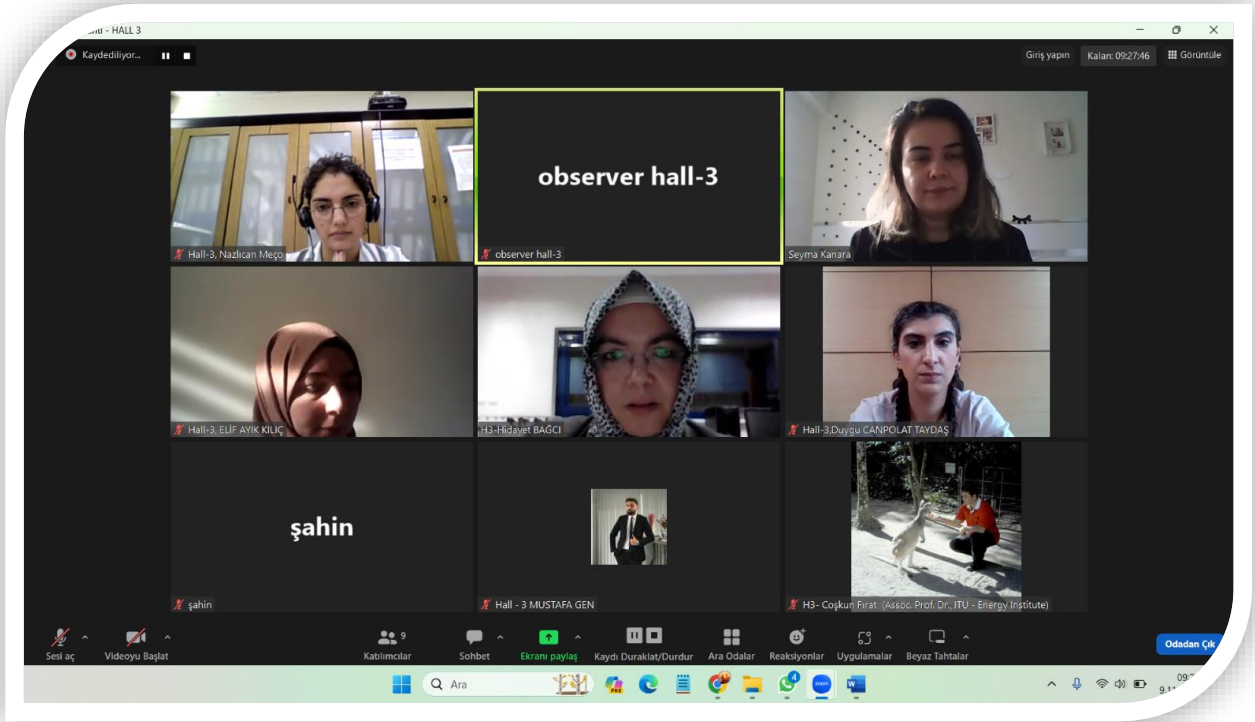 - HALL 3
Kaydediliyor...
Giriş yapın
Kalan: 09:27:46
Görüntüle
observer hall-3
Hall-3, Nazlıcan Meço
observer hall-3
Seyma Kanara
Hall-3, ELİF AYIK KILIÇ
H3-Hidayet BAĞCI
Hall-3,Duygu CANPOLAT TAYDAŞ
şahin
şahin
Hall - 3 MUSTAFA GEN
H3- Coşkun Fırat (Assoc. Prof. Dr., ITU - Energy Institute)
Sesi aç
Videoyu Başlat
9
Katılımcılar
Sohbet
Ekranı paylaş
Kaydı Duraklat/Durdur
Ara Odalar
Reaksiyonlar
Uygulamalar
Beyaz Tahtalar
Odadan Çık
Ara
PRE
4
zoom
W